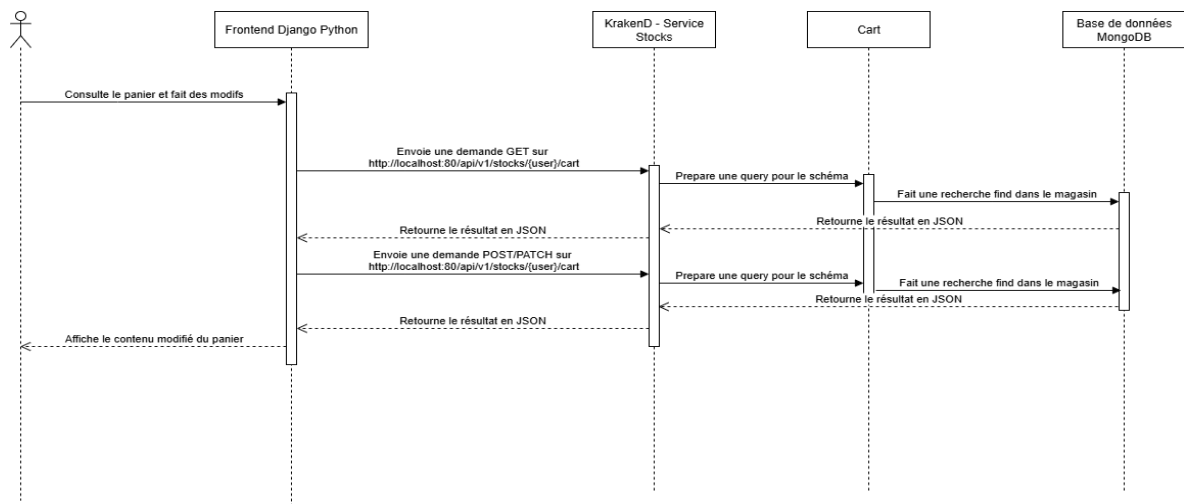 Frontend Django Python
KrakenD - Service
Stocks
Cart
Base de données
MongoDB
Consulte le panier et fait des modifs
Envoie une demande GET sur
http://localhost:80/api/v1/stocks/{user}/cart
Prepare une query pour le schéma
Fait une recherche find dans le magasin
Retourne le résultat en JSON
Retourne le résultat en JSON
Envoie une demande POST/PATCH sur
http://localhost:80/api/v1/stocks/{user}/cart
Prepare une query pour le schéma
Fait une recherche find dans le magasin
Retourne le résultat en JSON
Retourne le résultat en JSON
Affiche le contenu modifié du panier